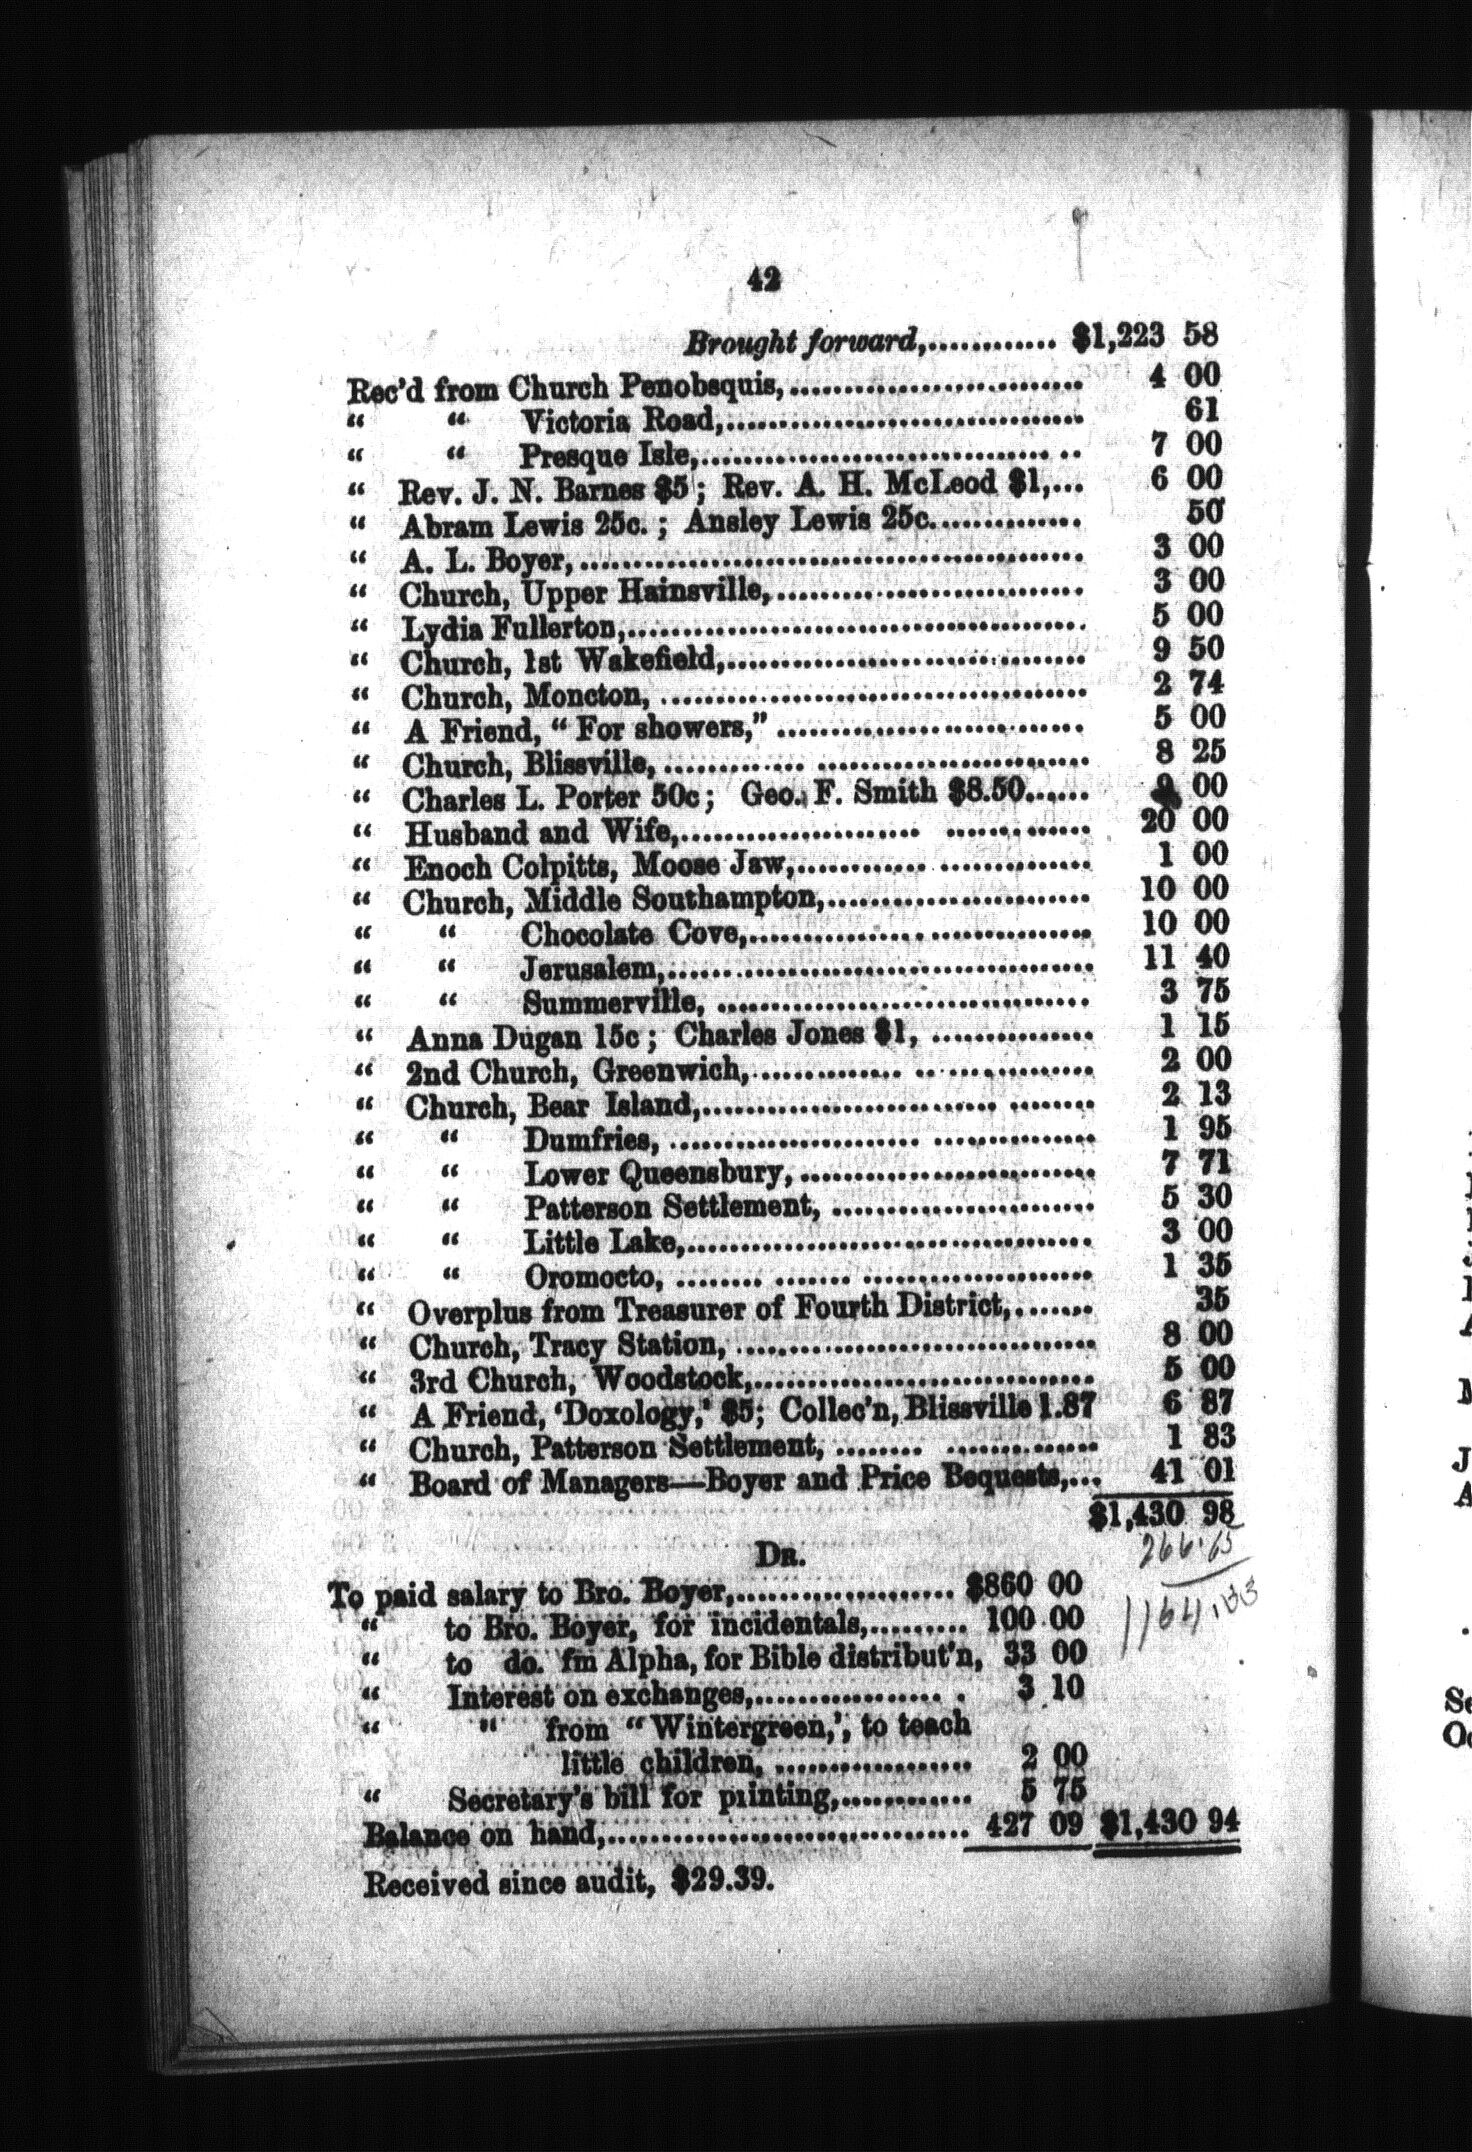 42
Brought forward,............ $1,223 58
Rec'd from Church Penobsquis,........................... 4 00
“ “ Victoria Road,................................. 61
“ “ Presque Isle,................................. .. 7 00
“ Rev. J. N. Barnes $5; Rev. A. H. McLeod $1,... 6 00
“ Abram Lewis 25c. ; Ansley Lewis 25c.............. 50
“ A. L. Boyer,............................................... 3 00
“ Church, Upper Hainsville,............................. 3 00
“ Lydia Fullerton,........................................... 5 00
“ Church, 1st Wakefield,.................................. 9 50
“ Church, Moncton, ........................................ 2 74
“ A Friend, “ For showers,” ............................. 5 00
“ Church, Blissville, ............. ......................... 8 25
“ Charles L. Porter 50c; Geo. F. Smith $8.50...... 9 00
“ Husband and Wife,...................... ............. 20 00
“ Enoch Colpitts, Moose Jaw,............ .............. 1 00
“ Church, Middle Southampton,........................ 10 00
“ “ Chocolate Cove,................ ............... 10 00
“ “ Jerusalem,....... ................................ 11 40
“ “ Summerville, ................................... 3 75
“ Anna Dugan 15c ; Charles Jones $1, ............... 1 15
“ 2nd Church, Greenwich,.............. ................. 2 00
“ Church, Bear Island,........................... ........ 2 13
“ “ Dumfries, ....................... ............... 1 95
“ “ Lower Queensbury,............................ 7 71
“ “ Patterson Settlement, ......................... 5 30
“ “ Little Lake,...................................... 3 00
“ “ Oromocto, ........ ....... ...................... 1 35
“ Overplus from Treasurer of Fourth District,....... 35
“ Church, Tracy Station, .................................. 8 00
“ 3rd Church, Woodstock,................................ 5 00
“ A Friend, ‘Doxology,’ $5; Collec'n, Blissville 1.87 6 87
“ Church, Patterson Settlement, ........ .............. 1 83
“ Board of Managers—Boyer and Price Bequests,... 41 01
$1,430 98
266.65
Dr.
To paid salary to Bro. Boyer,..................... $860 00
“ to Bro. Boyer, for incidentals,.......... 100 00
“ to do. fm Alpha, for Bible distribut'n, 33 00
“ Interest on exchanges,................. . 3 10
“ " from “ Wintergreen,’, to teach
little children, .................. 2 00
“ Secretary's bill for printing,............ 5 75
Balance on hand,.................................. 427 09 $1,430 94
Received since audit, $29.39.